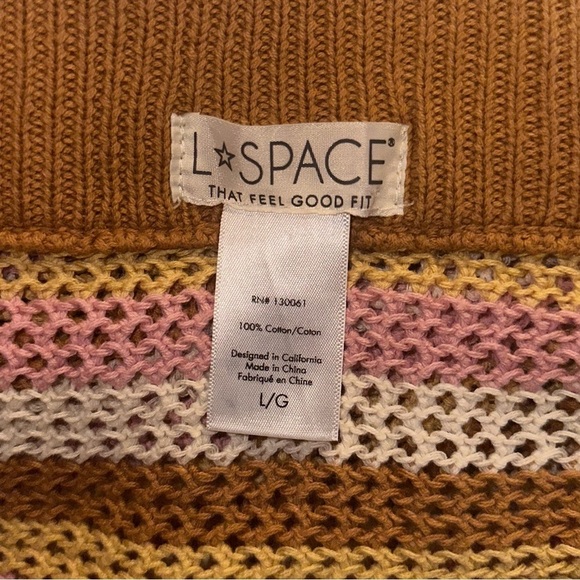 L☆SPACE®
THAT FEEL GOOD FIT
RN# 130061
100% Cotton/Coton
Designed in California
Made in China
Fabriqué en Chine
L/G